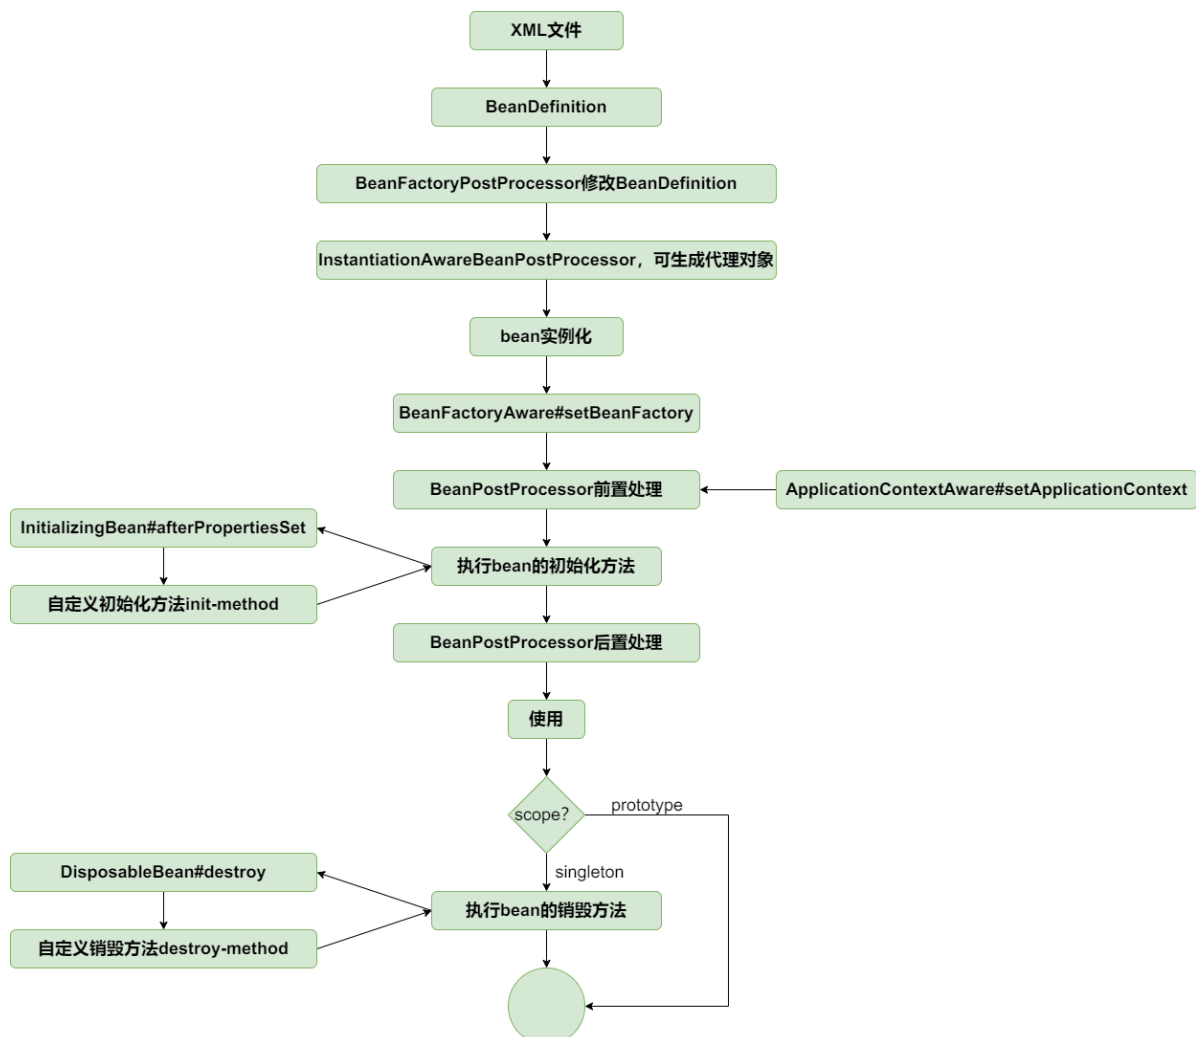 XML文件
BeanDefinition
BeanFactoryPostProcessor修改BeanDefinition
InstantiationAwareBeanPostProcessor，可生成代理对象
bean实例化
BeanFactoryAware#setBeanFactory
BeanPostProcessor前置处理
ApplicationContextAware#setApplicationContext
InitializingBean#afterPropertiesSet
执行bean的初始化方法
自定义初始化方法init-method
BeanPostProcessor后置处理
使用
scope?
prototype
singleton
DisposableBean#destroy
执行bean的销毁方法
自定义销毁方法destroy-method